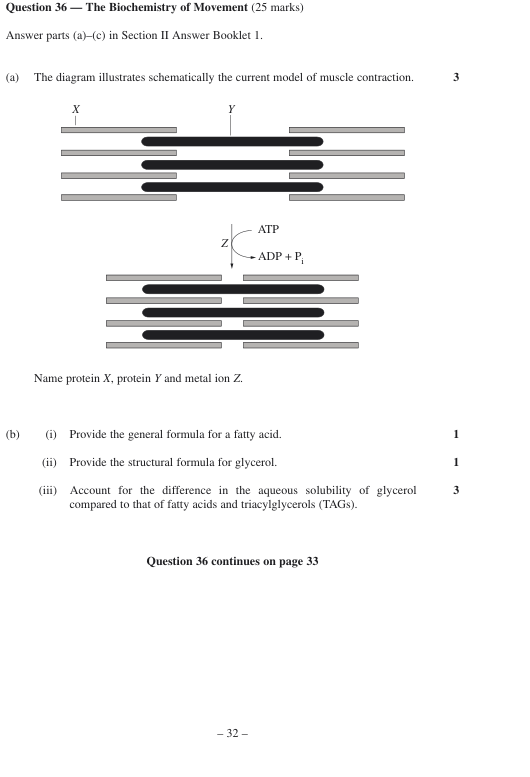 Question 36 — The Biochemistry of Movement (25 marks)
Answer parts (a)–(c) in Section II Answer Booklet 1.
(a) The diagram illustrates schematically the current model of muscle contraction. 3
X Y
ATP
Z
ADP + Pi
Name protein X, protein Y and metal ion Z.
(b) (i) Provide the general formula for a fatty acid. 1
(ii) Provide the structural formula for glycerol. 1
(iii) Account for the difference in the aqueous solubility of glycerol 3
compared to that of fatty acids and triacylglycerols (TAGs).
Question 36 continues on page 33
– 32 –